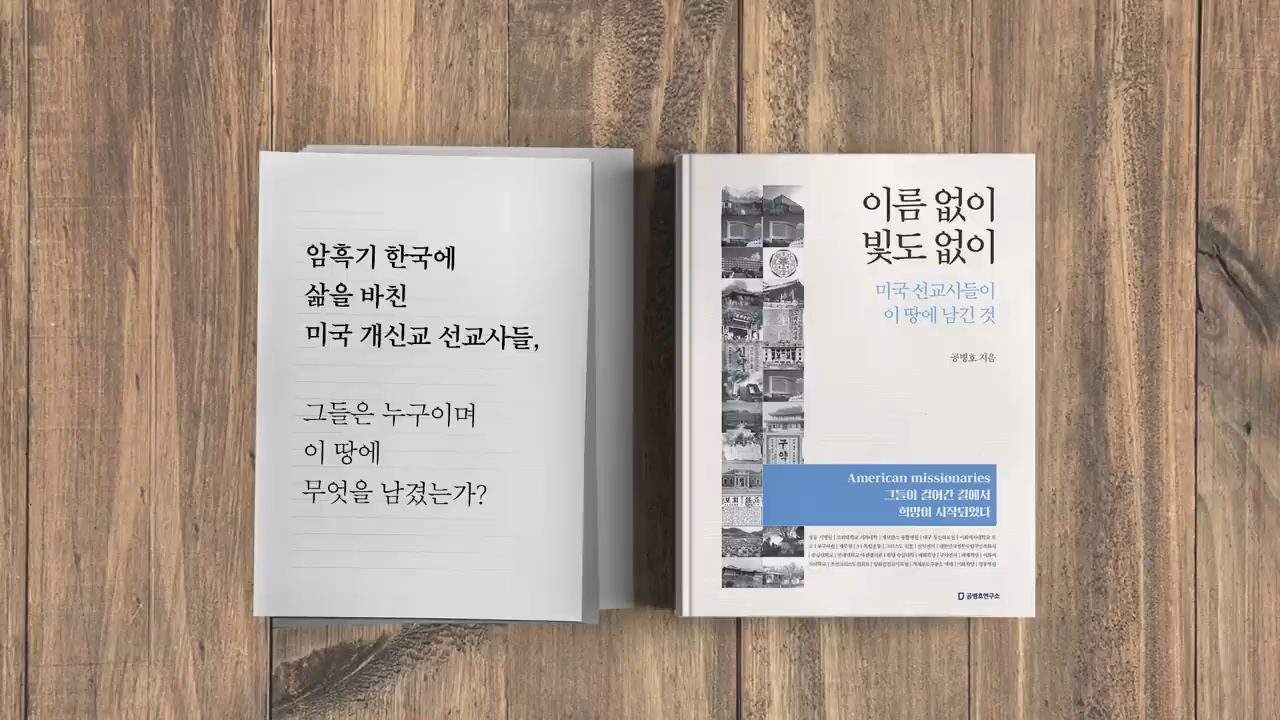 암흑기 한국에
삶을 바친
미국 개신교 선교사들,
그들은 누구이며
이 땅에
무엇을 남겼는가?
이름 없이
빛도 없이
미국 선교사들이
이 땅에 남긴 것
공병호 지음
구약
American missionaries
그들이 걸어간 길에서
희망이 시작되었다
공병호연구소